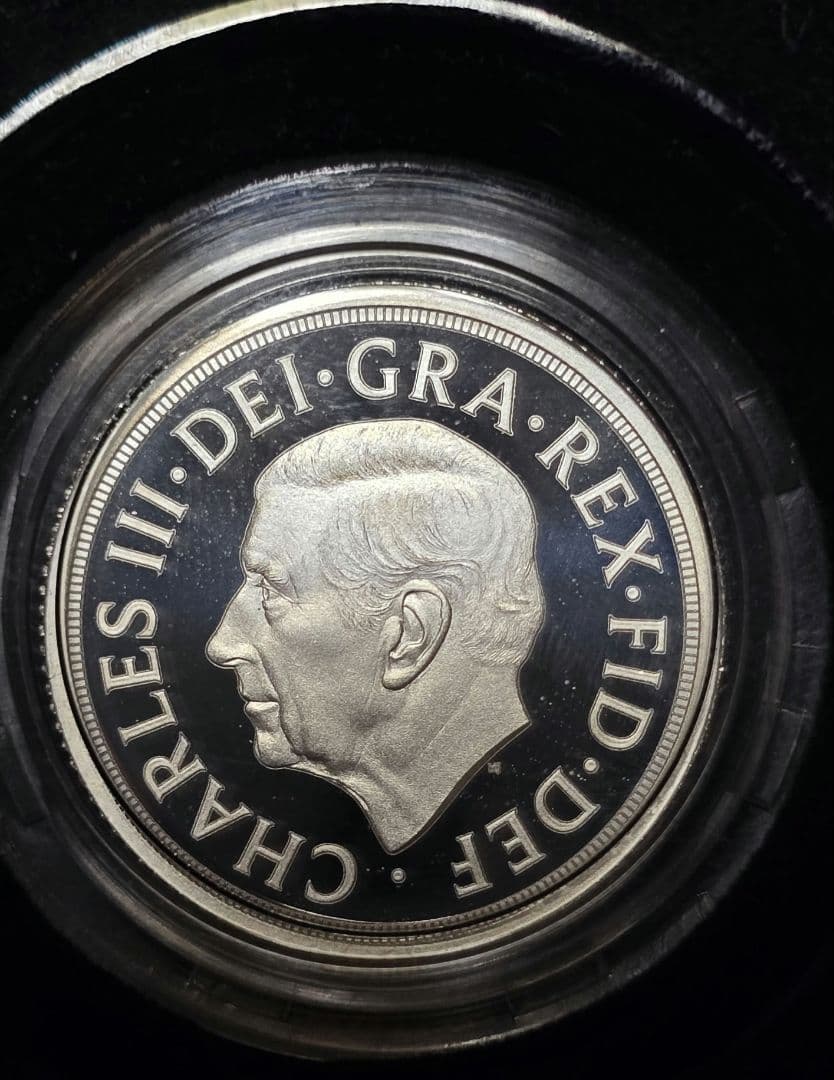 CHARLES III · DEI · GRA · REX · FID · DEF ·